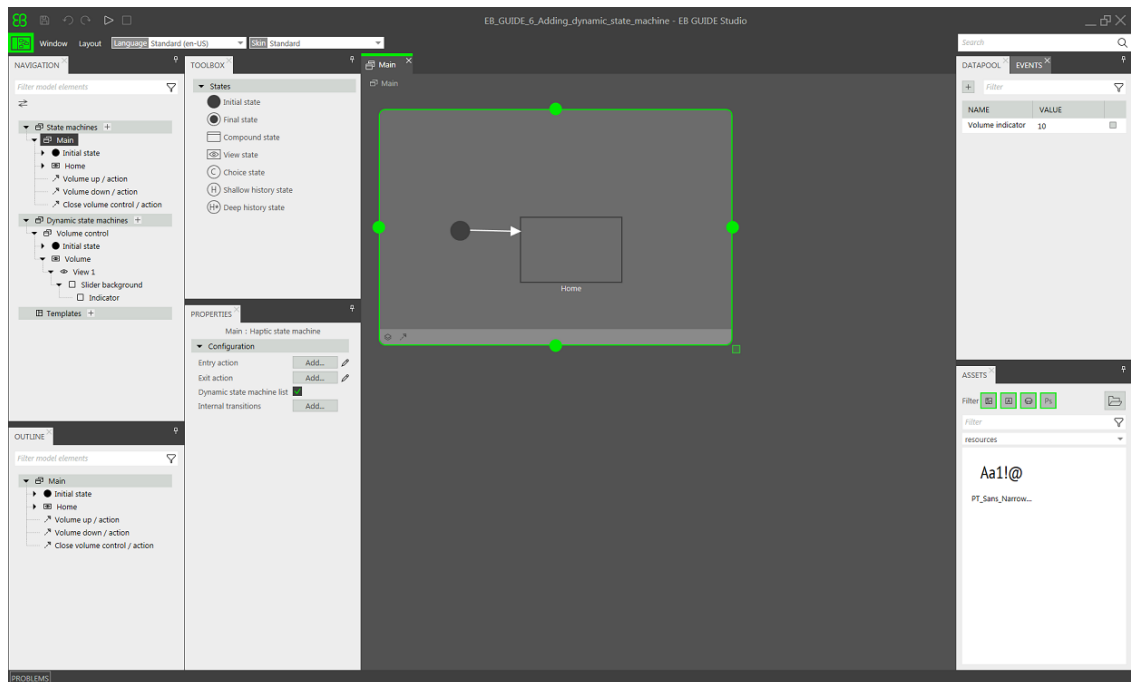 EB
EB_GUIDE_6_Adding_dynamic_state_machine - EB GUIDE Studio
Window Layout Language Standard (en-US) Skin Standard
Search
NAVIGATION
Filter model elements
State machines +
Main
Initial state
Home
Volume up / action
Volume down / action
Close volume control / action
Dynamic state machines +
Volume control
Initial state
Volume
View 1
Slider background
Indicator
Templates +
OUTLINE
Filter model elements
Main
Initial state
Home
Volume up / action
Volume down / action
Close volume control / action
PROBLEMS
TOOLBOX
States
Initial state
Final state
Compound state
View state
C Choice state
H Shallow history state
H* Deep history state
PROPERTIES
Main : Haptic state machine
Configuration
Entry action Add...
Exit action Add...
Dynamic state machine list
Internal transitions Add...
Main
Main
Home
DATAPOOL EVENTS
+ Filter
NAME VALUE
Volume indicator 10
ASSETS
Filter Ps
Filter
resources
Aa1!@
PT_Sans_Narrow...